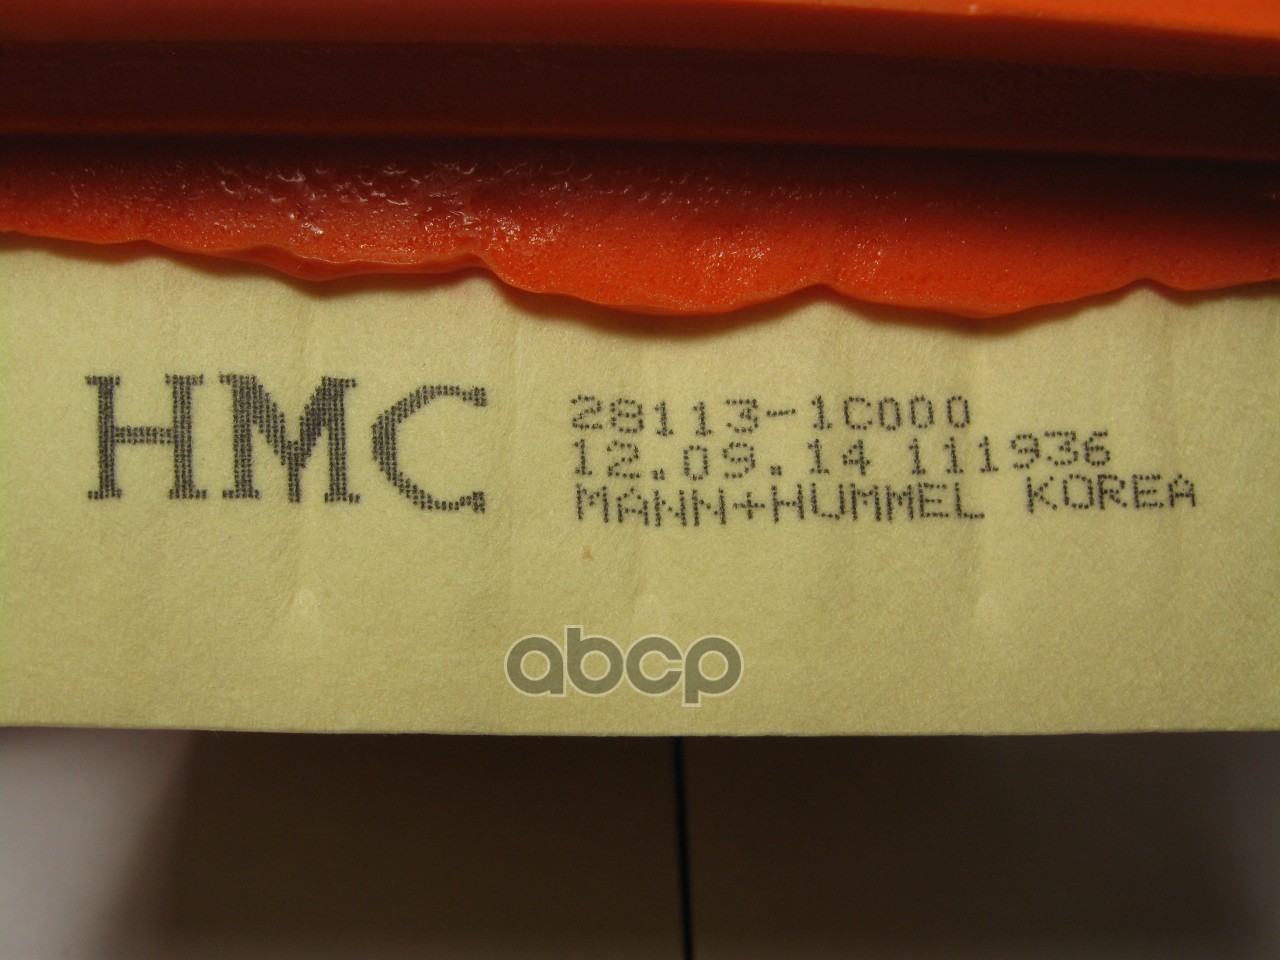 HMC
28113-1C000
12.09.14 111936
MANN+HUMMEL KOREA
abcp